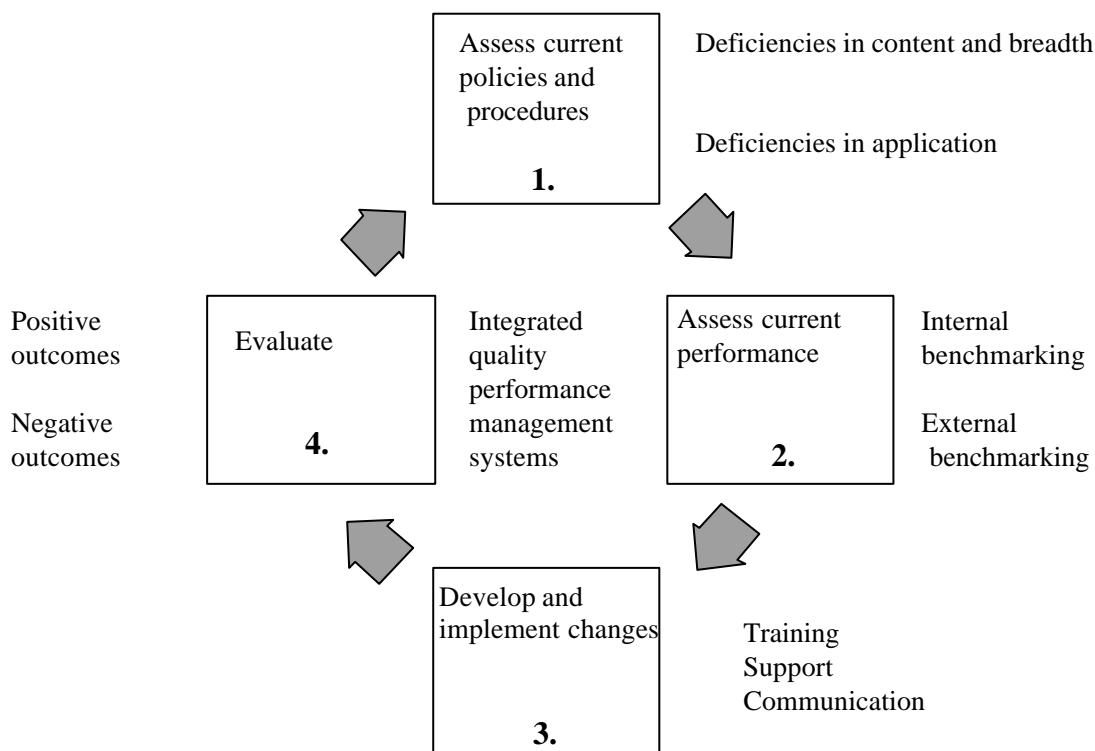 Assess current
policies and
procedures
1.
Deficiencies in content and breadth
Deficiencies in application
Positive
outcomes
Negative
outcomes
Evaluate
4.
Integrated
quality
performance
management
systems
Assess current
performance
2.
Internal
benchmarking
External
benchmarking
Develop and
implement changes
3.
Training
Support
Communication